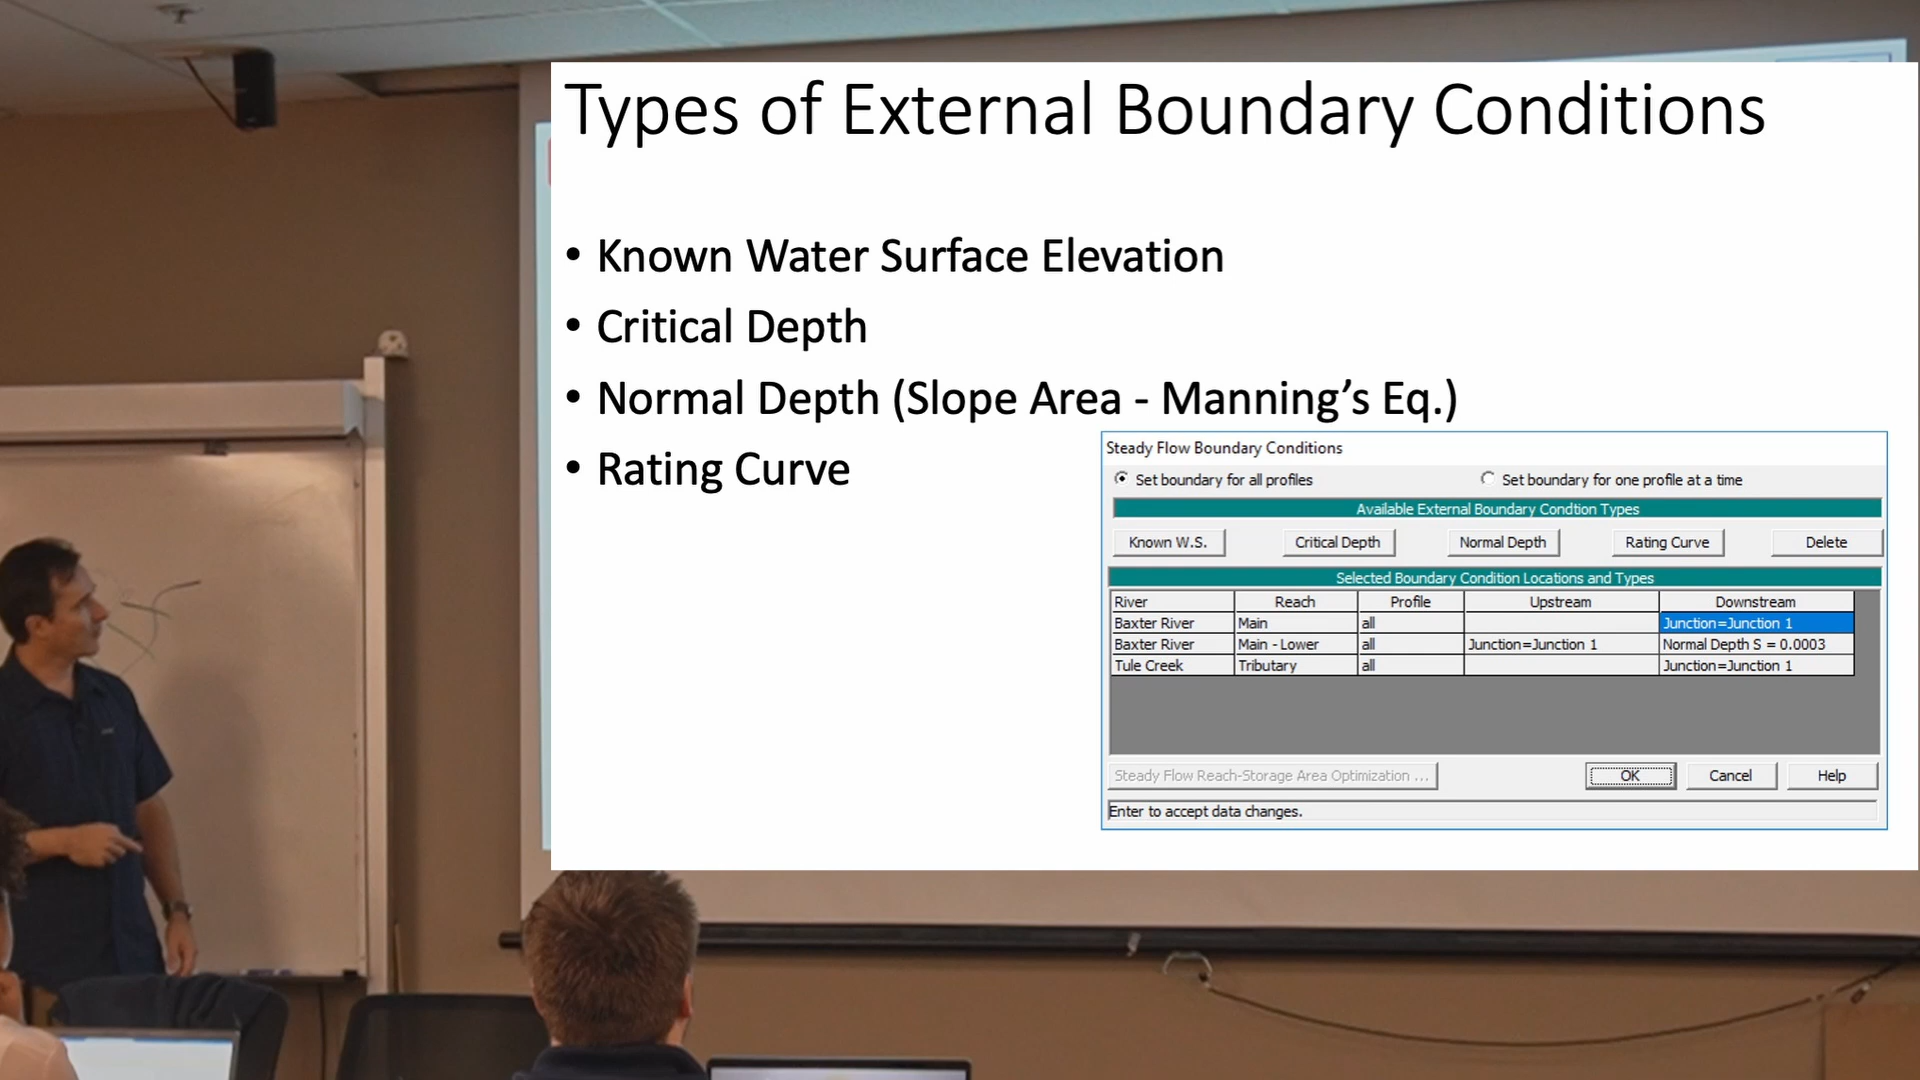 Types of External Boundary Conditions
• Known Water Surface Elevation
• Critical Depth
• Normal Depth (Slope Area - Manning’s Eq.)
• Rating Curve
Steady Flow Boundary Conditions
Set boundary for all profiles Set boundary for one profile at a time
Available External Boundary Condtion Types
Known W.S. Critical Depth Normal Depth Rating Curve Delete
Selected Boundary Condition Locations and Types
River Reach Profile Upstream Downstream
Baxter River Main all Junction=Junction 1
Baxter River Main - Lower all Junction=Junction 1 Normal Depth S = 0.0003
Tule Creek Tributary all Junction=Junction 1
Steady Flow Reach-Storage Area Optimization ... OK Cancel Help
Enter to accept data changes.